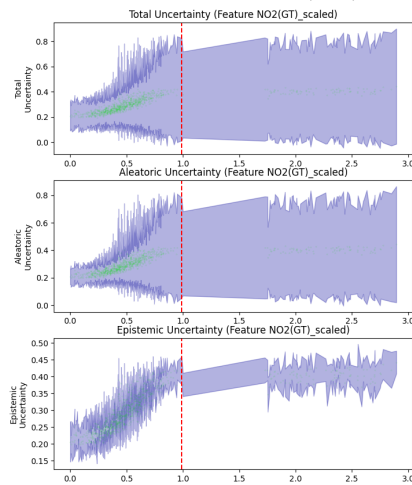 Total Uncertainty (Feature NO2(GT)_scaled)
Total
Uncertainty
0.8
0.6
0.4
0.2
0.0
0.0 0.5 1.0 1.5 2.0 2.5 3.0
Aleatoric Uncertainty (Feature NO2(GT)_scaled)
Aleatoric
Uncertainty
0.8
0.6
0.4
0.2
0.0
0.0 0.5 1.0 1.5 2.0 2.5 3.0
Epistemic Uncertainty (Feature NO2(GT)_scaled)
Epistemic
Uncertainty
0.50
0.45
0.40
0.35
0.30
0.25
0.20
0.15
0.0 0.5 1.0 1.5 2.0 2.5 3.0